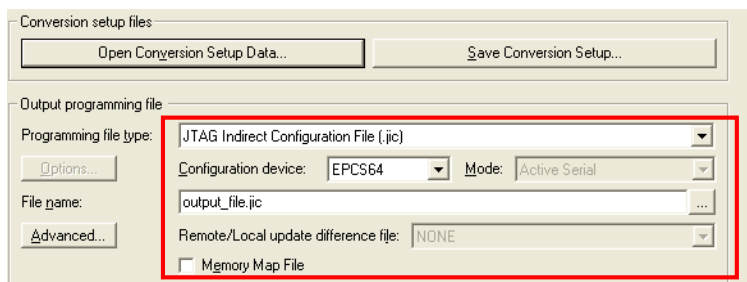 Conversion setup files
Open Conversion Setup Data... Save Conversion Setup...
Output programming file
Programming file type: JTAG Indirect Configuration File (.jic)
Options... Configuration device: EPCS64 Mode: Active Serial
File name: output_file.jic ...
Advanced... Remote/Local update difference file: NONE
Memory Map File